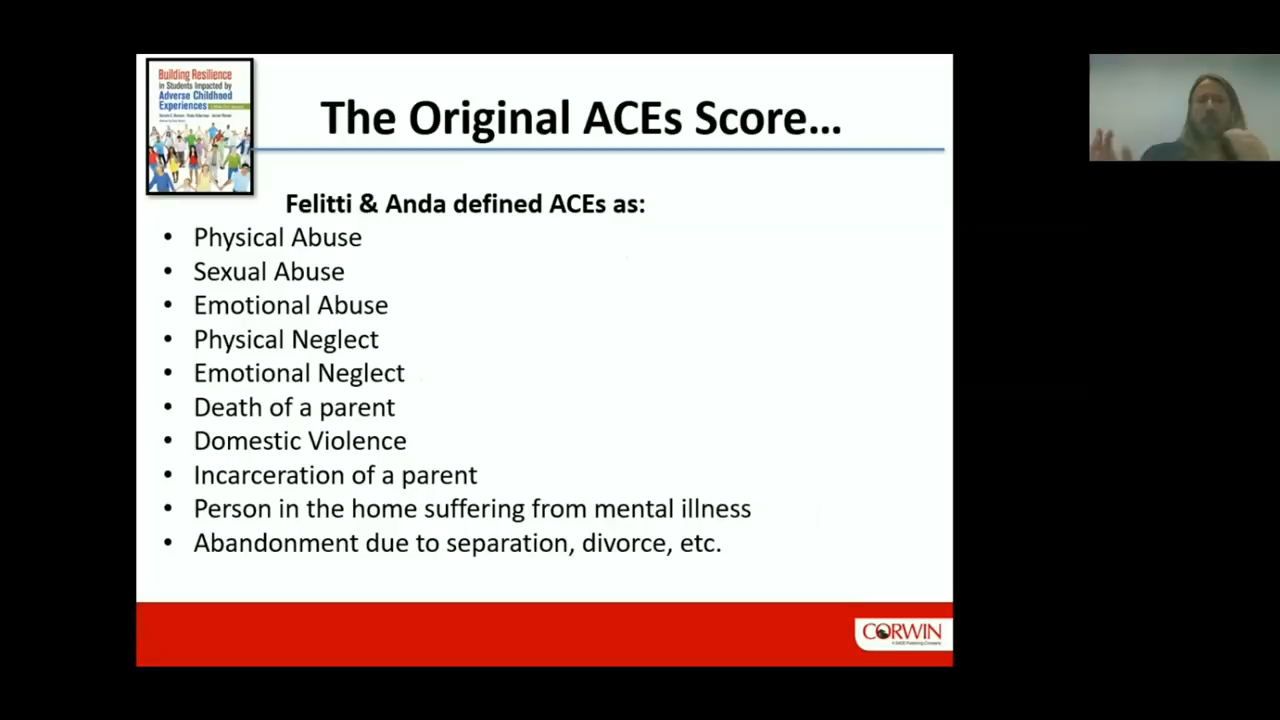 Building Resilience
in Students Impacted by
Adverse Childhood
Experiences
The Original ACEs Score...
Felitti & Anda defined ACEs as:
• Physical Abuse
• Sexual Abuse
• Emotional Abuse
• Physical Neglect
• Emotional Neglect
• Death of a parent
• Domestic Violence
• Incarceration of a parent
• Person in the home suffering from mental illness
• Abandonment due to separation, divorce, etc.
CORWIN